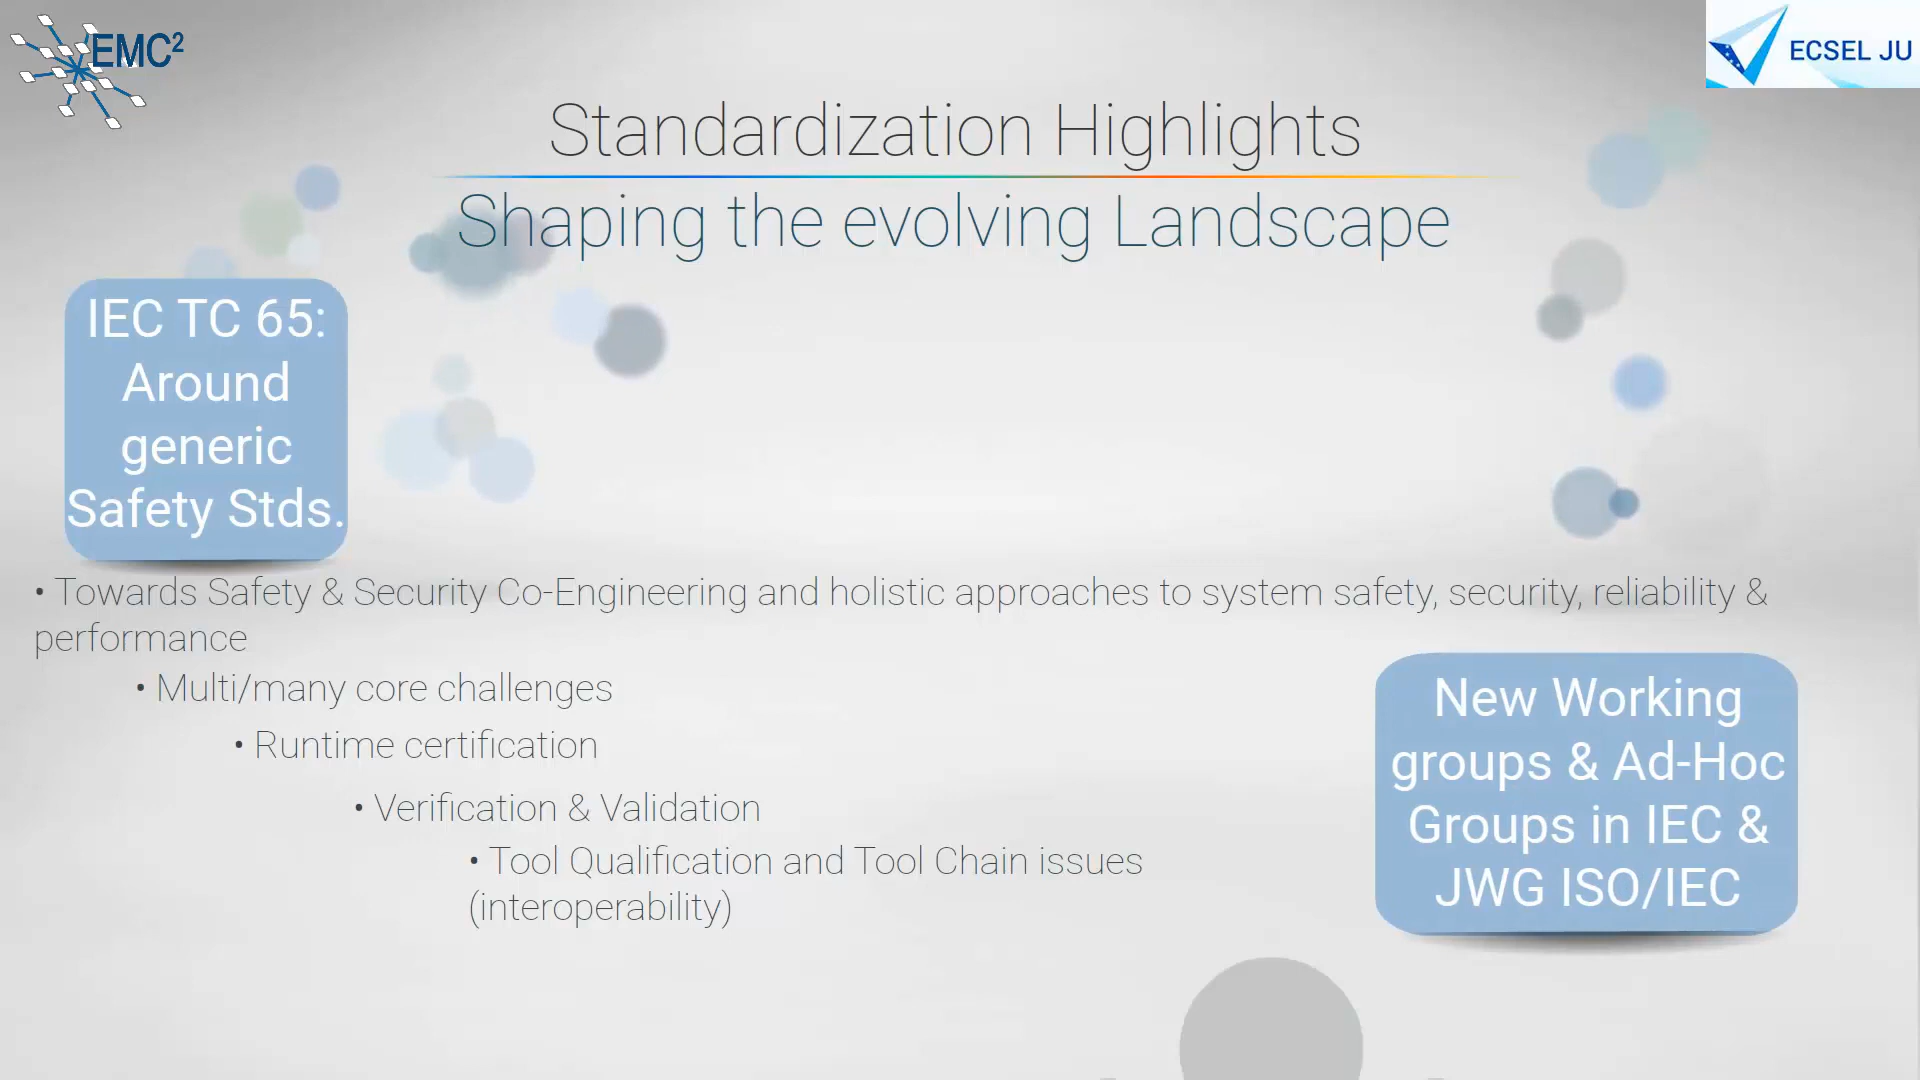 EMC²
ECSEL JU
Standardization Highlights
Shaping the evolving Landscape
IEC TC 65:
Around
generic
Safety Stds.
• Towards Safety & Security Co-Engineering and holistic approaches to system safety, security, reliability &
performance
• Multi/many core challenges
• Runtime certification
• Verification & Validation
• Tool Qualification and Tool Chain issues
(interoperability)
New Working
groups & Ad-Hoc
Groups in IEC &
JWG ISO/IEC